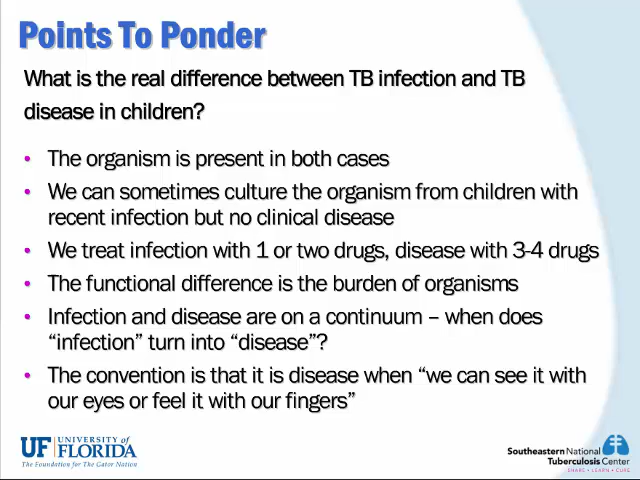 Points To Ponder
What is the real difference between TB infection and TB
disease in children?
• The organism is present in both cases
• We can sometimes culture the organism from children with
recent infection but no clinical disease
• We treat infection with 1 or two drugs, disease with 3-4 drugs
• The functional difference is the burden of organisms
• Infection and disease are on a continuum – when does
“infection” turn into “disease”?
• The convention is that it is disease when “we can see it with
our eyes or feel it with our fingers”
UF UNIVERSITY of
FLORIDA
The Foundation for The Gator Nation
Southeastern National
Tuberculosis Center
SHARE • LEARN • CURE